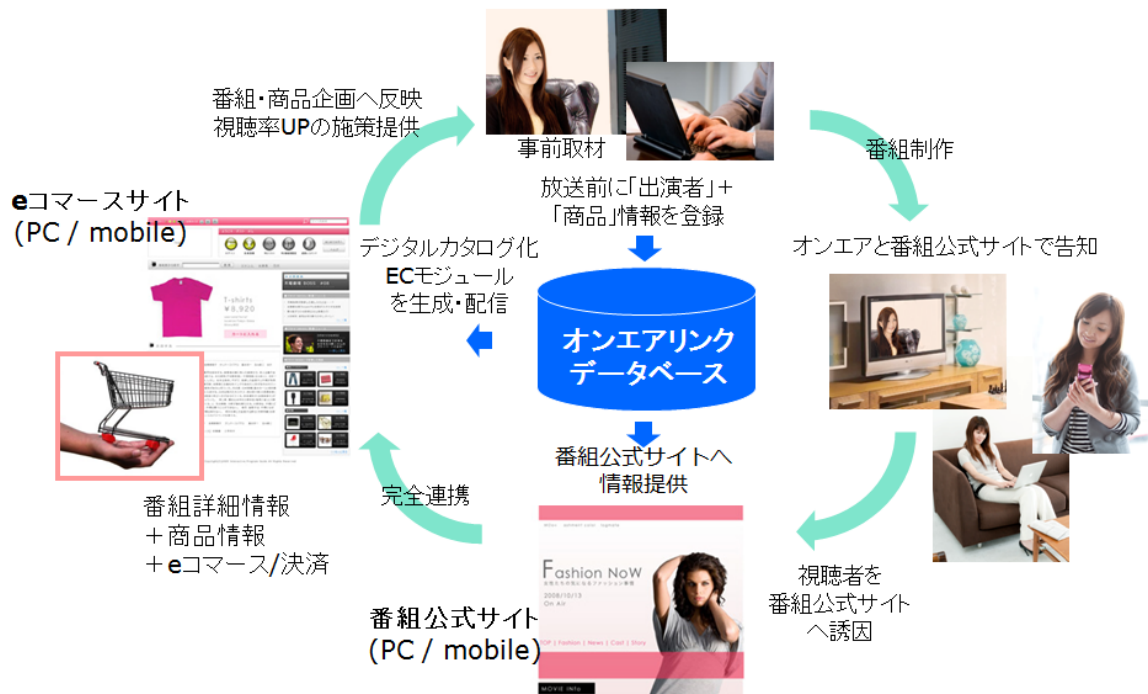 番組・商品企画へ反映
視聴率UPの施策提供
事前取材
放送前に「出演者」＋
「商品」情報を登録
番組制作
オンエアと番組公式サイトで告知
eコマースサイト
(PC / mobile)
デジタルカタログ化
ECモジュール
を生成・配信
オンエアリンク
データベース
T-shirts
¥8,920
番組公式サイトへ
情報提供
完全連携
番組詳細情報
＋商品情報
＋eコマース/決済
視聴者を
番組公式サイト
へ誘因
番組公式サイト
(PC / mobile)
Fashion NoW
2008/10/13
On Air
TOP | Fashion | News | Cast | Story
MOVIE Info